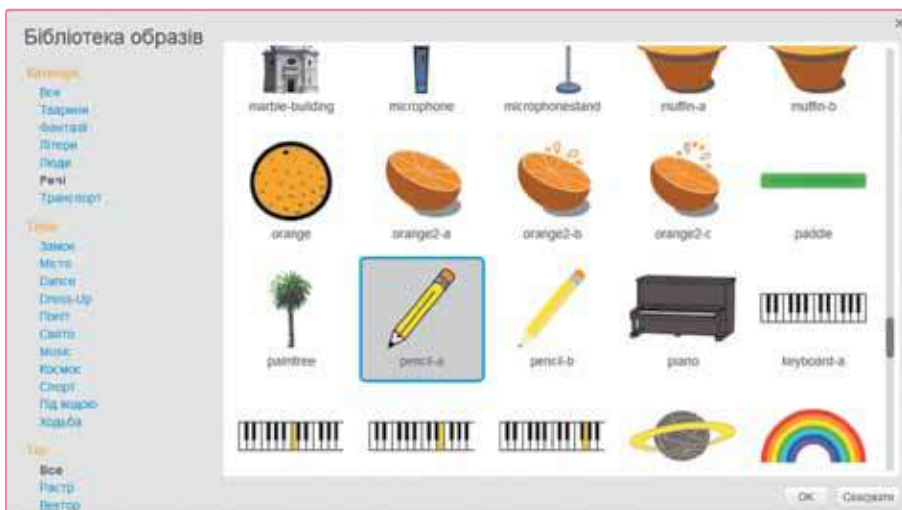 Бібліотека образів
Категорія
Все
Тварини
Фантазії
Літери
Люди
Речі
Транспорт
Тема
Замок
Місто
Dance
Dress-Up
Політ
Свято
Music
Космос
Спорт
Під водою
Ходьба
Тип
Все
Растр
Вектор
marble-building microphone microphonestand muffin-a muffin-b
orange orange2-a orange2-b orange2-c paddle
palmtree pencil-a pencil-b piano keyboard-a
OK Скасувати